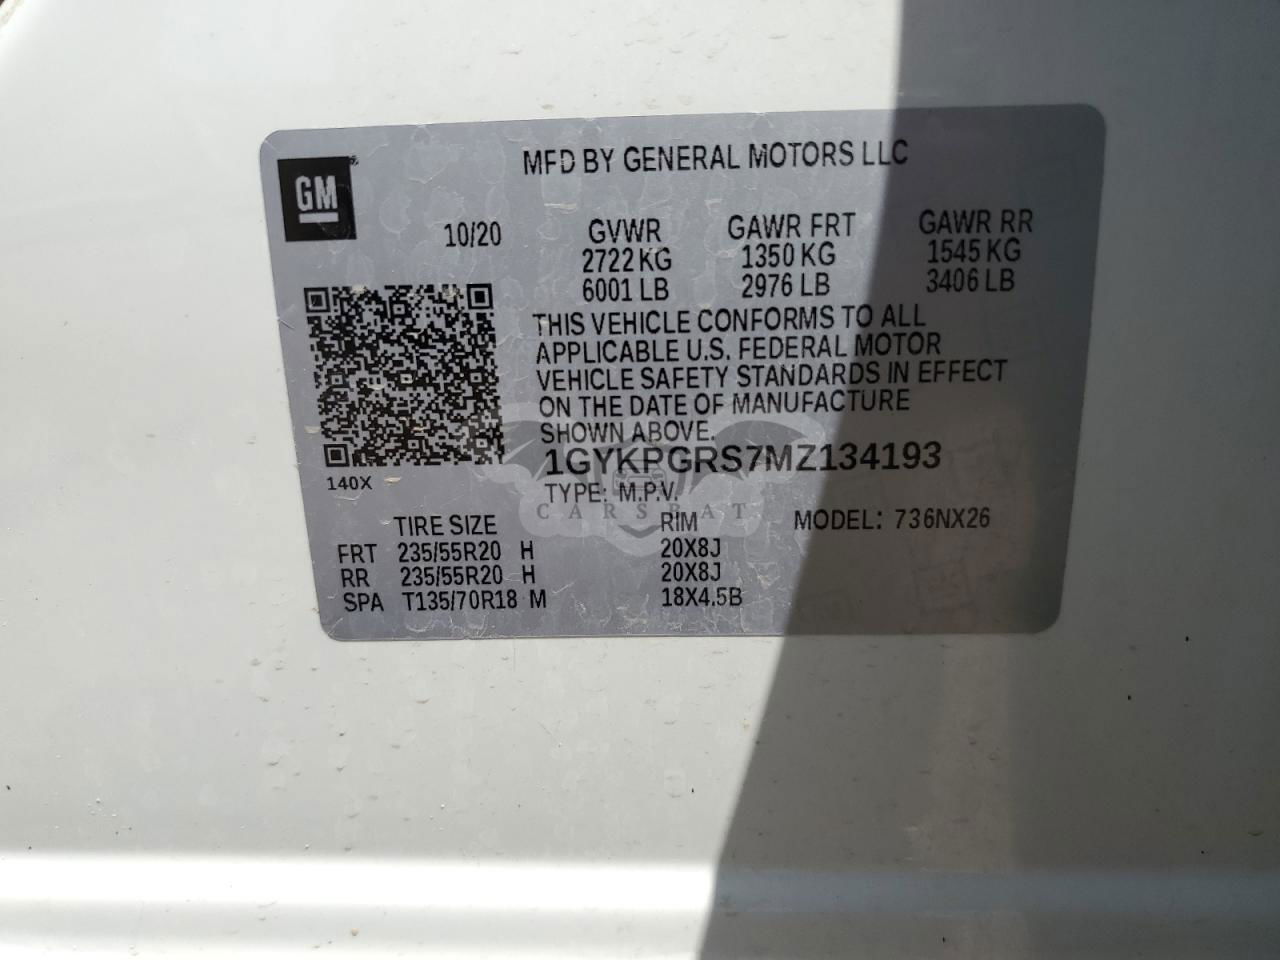 MFD BY GENERAL MOTORS LLC
GM
10/20 GVWR GAWR FRT GAWR RR
2722 KG 1350 KG 1545 KG
6001 LB 2976 LB 3406 LB
THIS VEHICLE CONFORMS TO ALL
APPLICABLE U.S. FEDERAL MOTOR
VEHICLE SAFETY STANDARDS IN EFFECT
ON THE DATE OF MANUFACTURE
SHOWN ABOVE.
1GYKPGRS7MZ134193
140X
TYPE: M.P.V.
CARSBAT
TIRE SIZE RIM MODEL: 736NX26
FRT 235/55R20 H 20X8J
RR 235/55R20 H 20X8J
SPA T135/70R18 M 18X4.5B